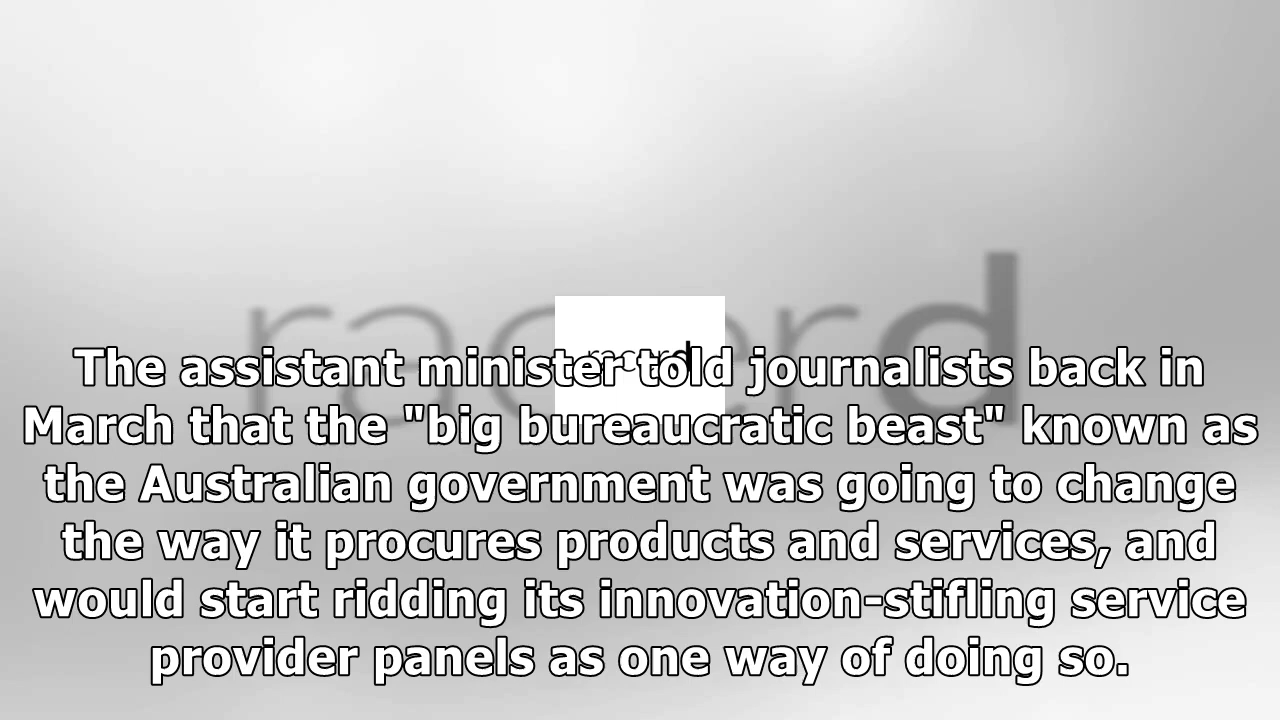 The assistant minister told journalists back in
March that the "big bureaucratic beast" known as
the Australian government was going to change
the way it procures products and services, and
would start ridding its innovation-stifling service
provider panels as one way of doing so.